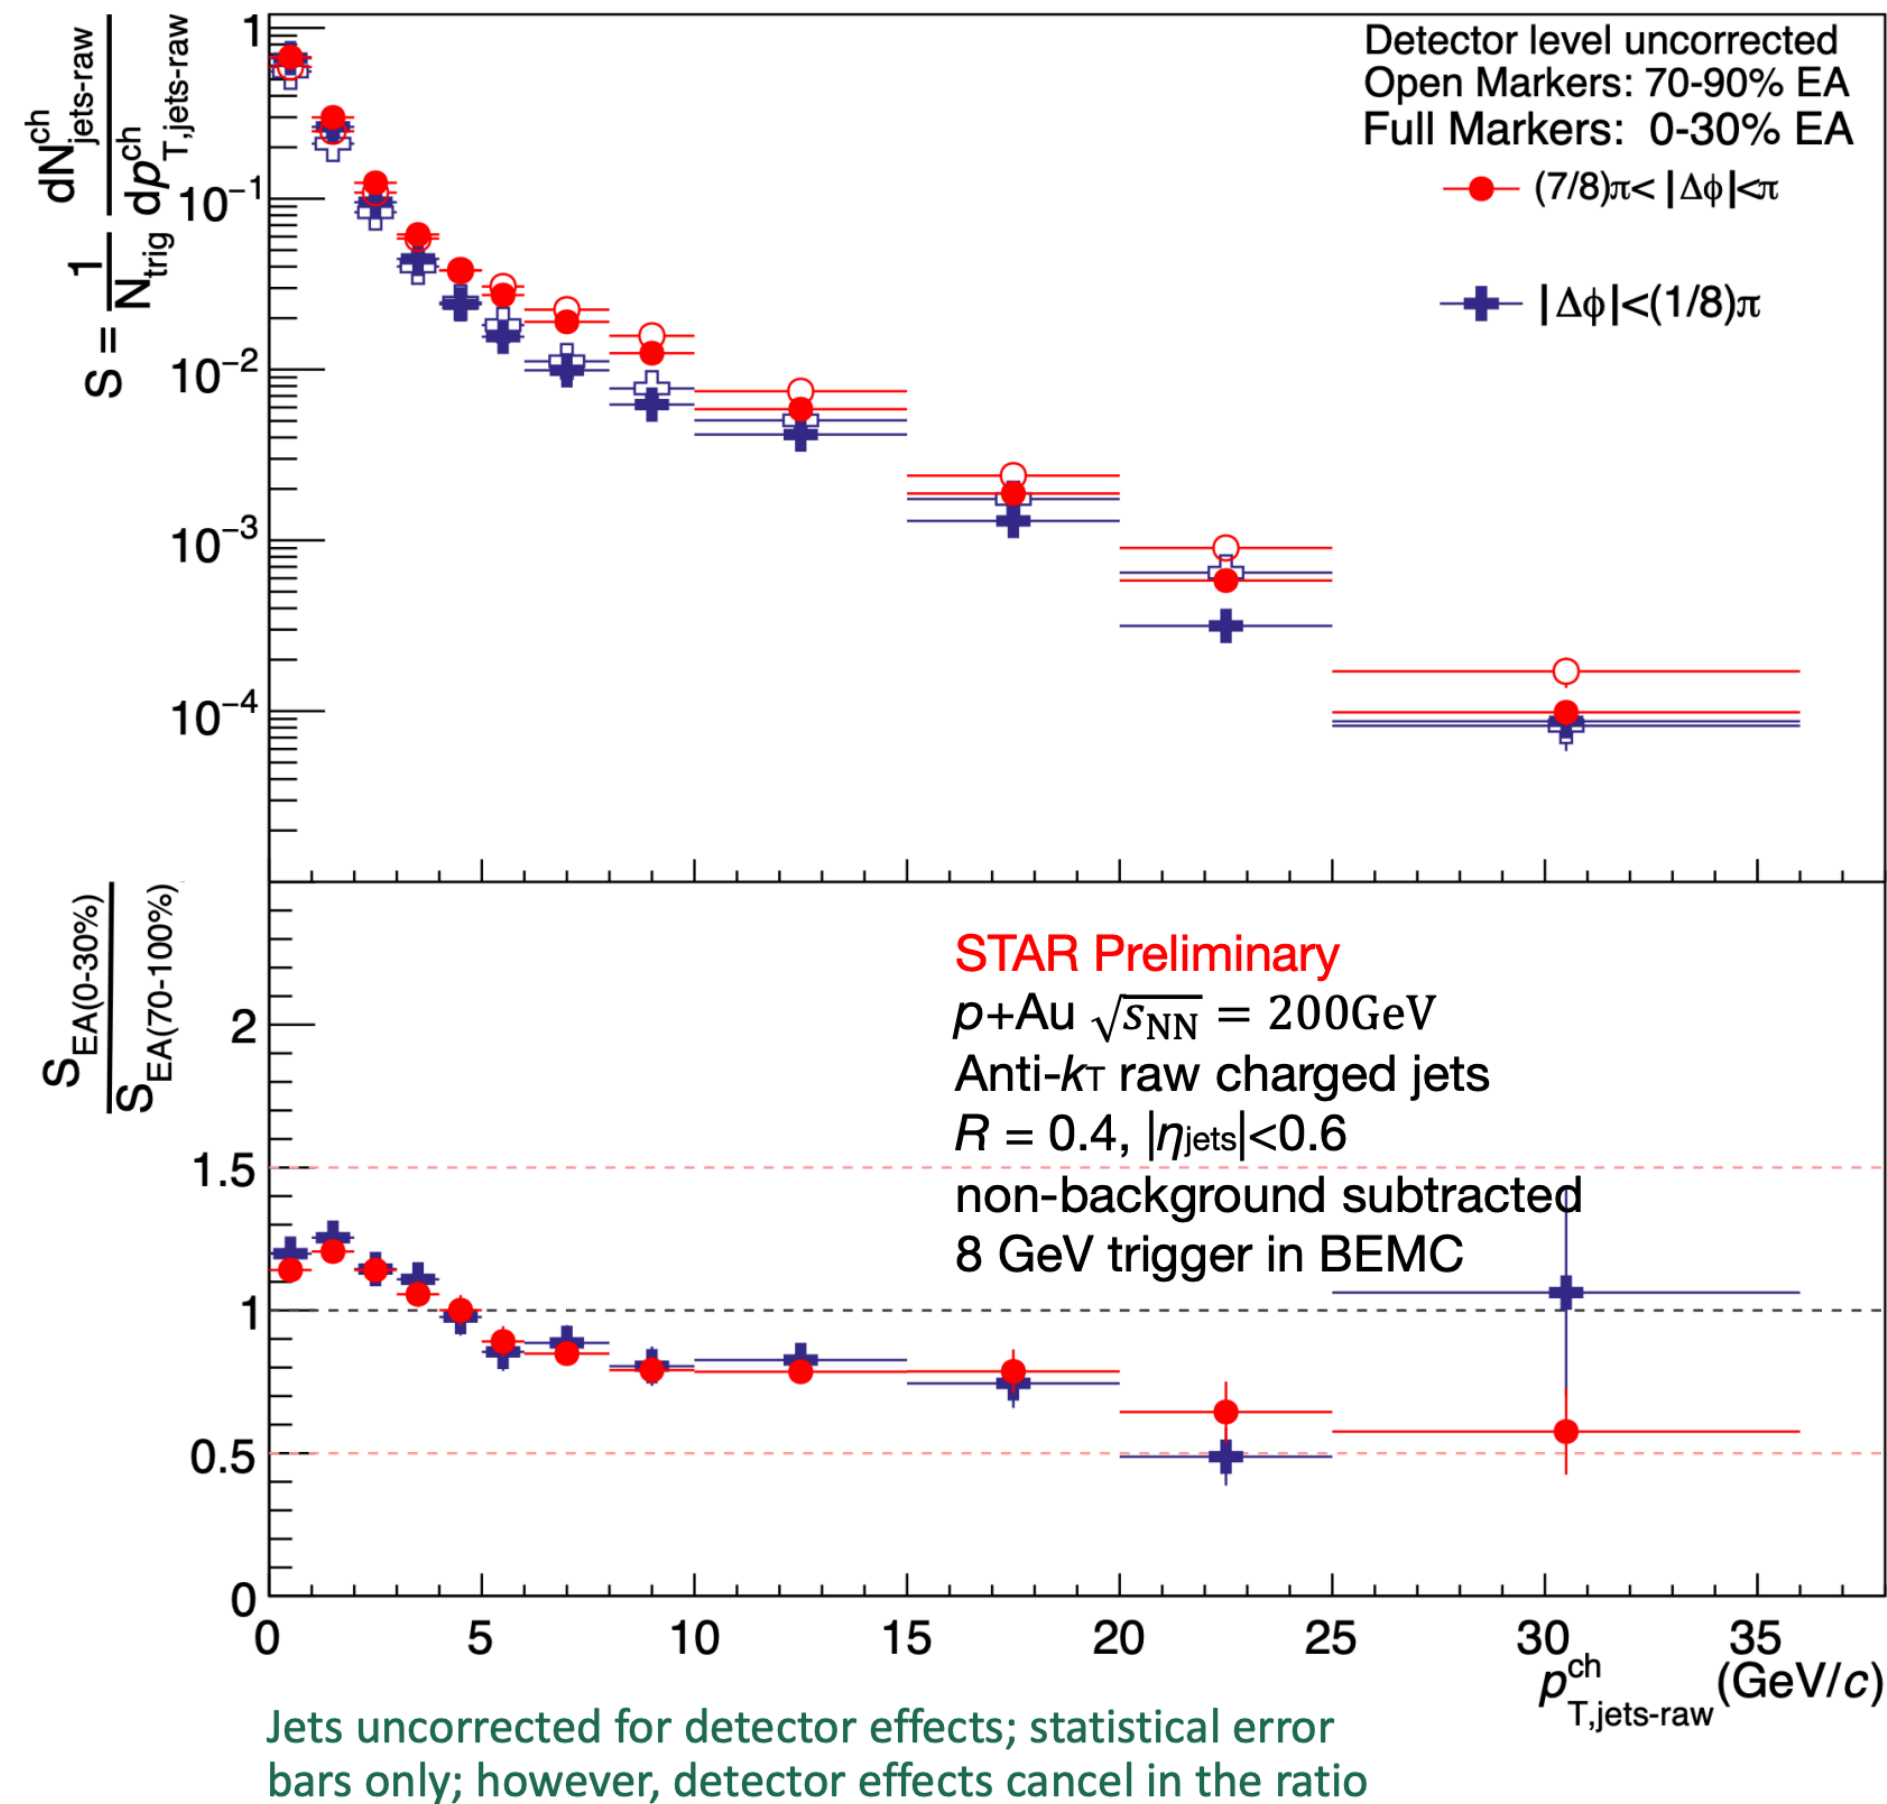 S = 1/N_trig dN^ch_jets-raw/dp^ch_T,jets-raw
1
10⁻¹
10⁻²
10⁻³
10⁻⁴
Detector level uncorrected
Open Markers: 70-90% EA
Full Markers: 0-30% EA
(7/8)π< |Δϕ|<π
|Δϕ|<(1/8)π
S_EA(0-30%)/S_EA(70-100%)
2
1.5
1
0.5
0
STAR Preliminary
p+Au √s_NN = 200GeV
Anti-k_T raw charged jets
R = 0.4, |η_jets|<0.6
non-background subtracted
8 GeV trigger in BEMC
0 5 10 15 20 25 30 35
p^ch_T,jets-raw (GeV/c)
Jets uncorrected for detector effects; statistical error
bars only; however, detector effects cancel in the ratio